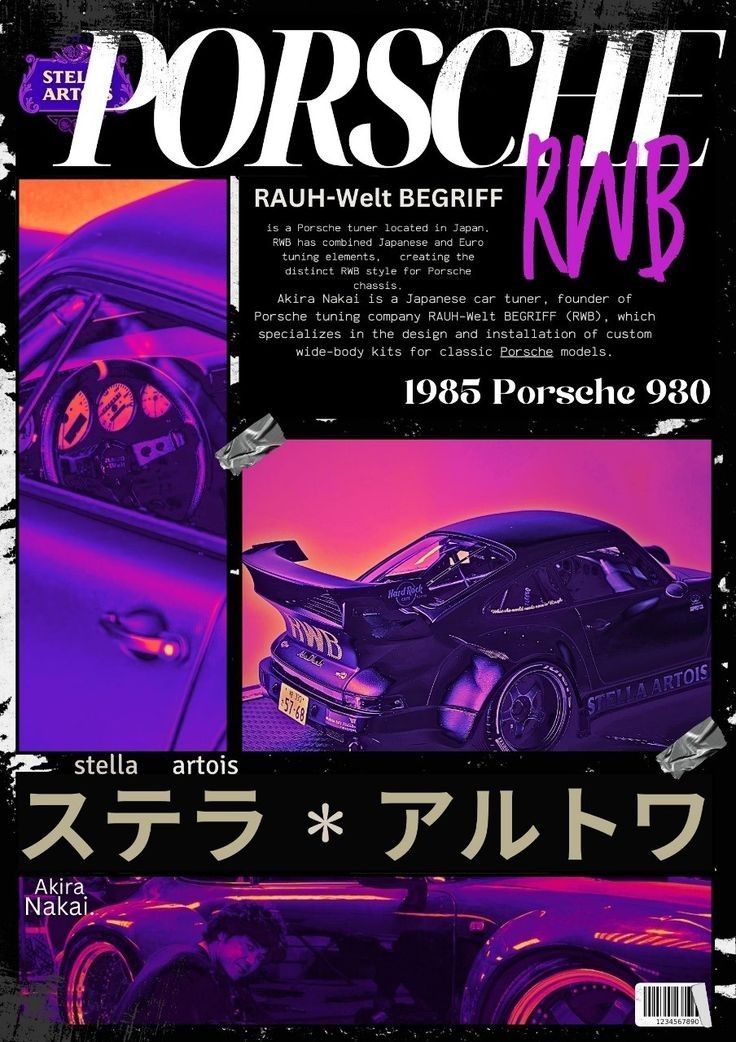 PORSCHE
STELLA
ARTOIS
RWB
RAUH-Welt BEGRIFF
is a Porsche tuner located in Japan.
RWB has combined Japanese and Euro
tuning elements, creating the
distinct RWB style for Porsche
chassis.
Akira Nakai is a Japanese car tuner, founder of
Porsche tuning company RAUH-Welt BEGRIFF (RWB), which
specializes in the design and installation of custom
wide-body kits for classic Porsche models.
1985 Porsche 930
Hard Rock
RWB
57-68
STELLA ARTOIS
stella artois
ステラ * アルトワ
Akira
Nakai.
1234567890